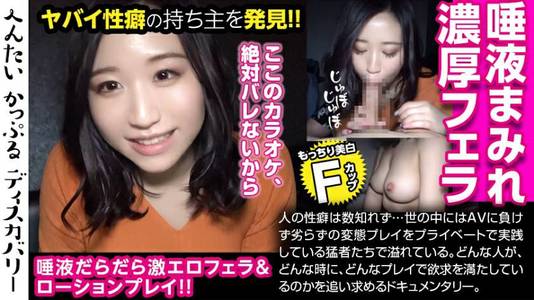 へんたい かっぷる ディスカバリー
ヤバイ性癖の持ち主を発見!!
ここのカラオケ、
絶対バレないから
唾液まみれ
濃厚フェラ
じゅぽ
じゅぽ
もっちり美白
Fカップ
唾液だらだら激エロフェラ&
ローションプレイ!!
人の性癖は数知れず…世の中にはAVに負け
ず劣らずの変態プレイをプライベートで実践
している猛者たちで溢れている。どんな人が、
どんな時に、どんなプレイで欲求を満たしてい
るのかを追い求めるドキュメンタリー。